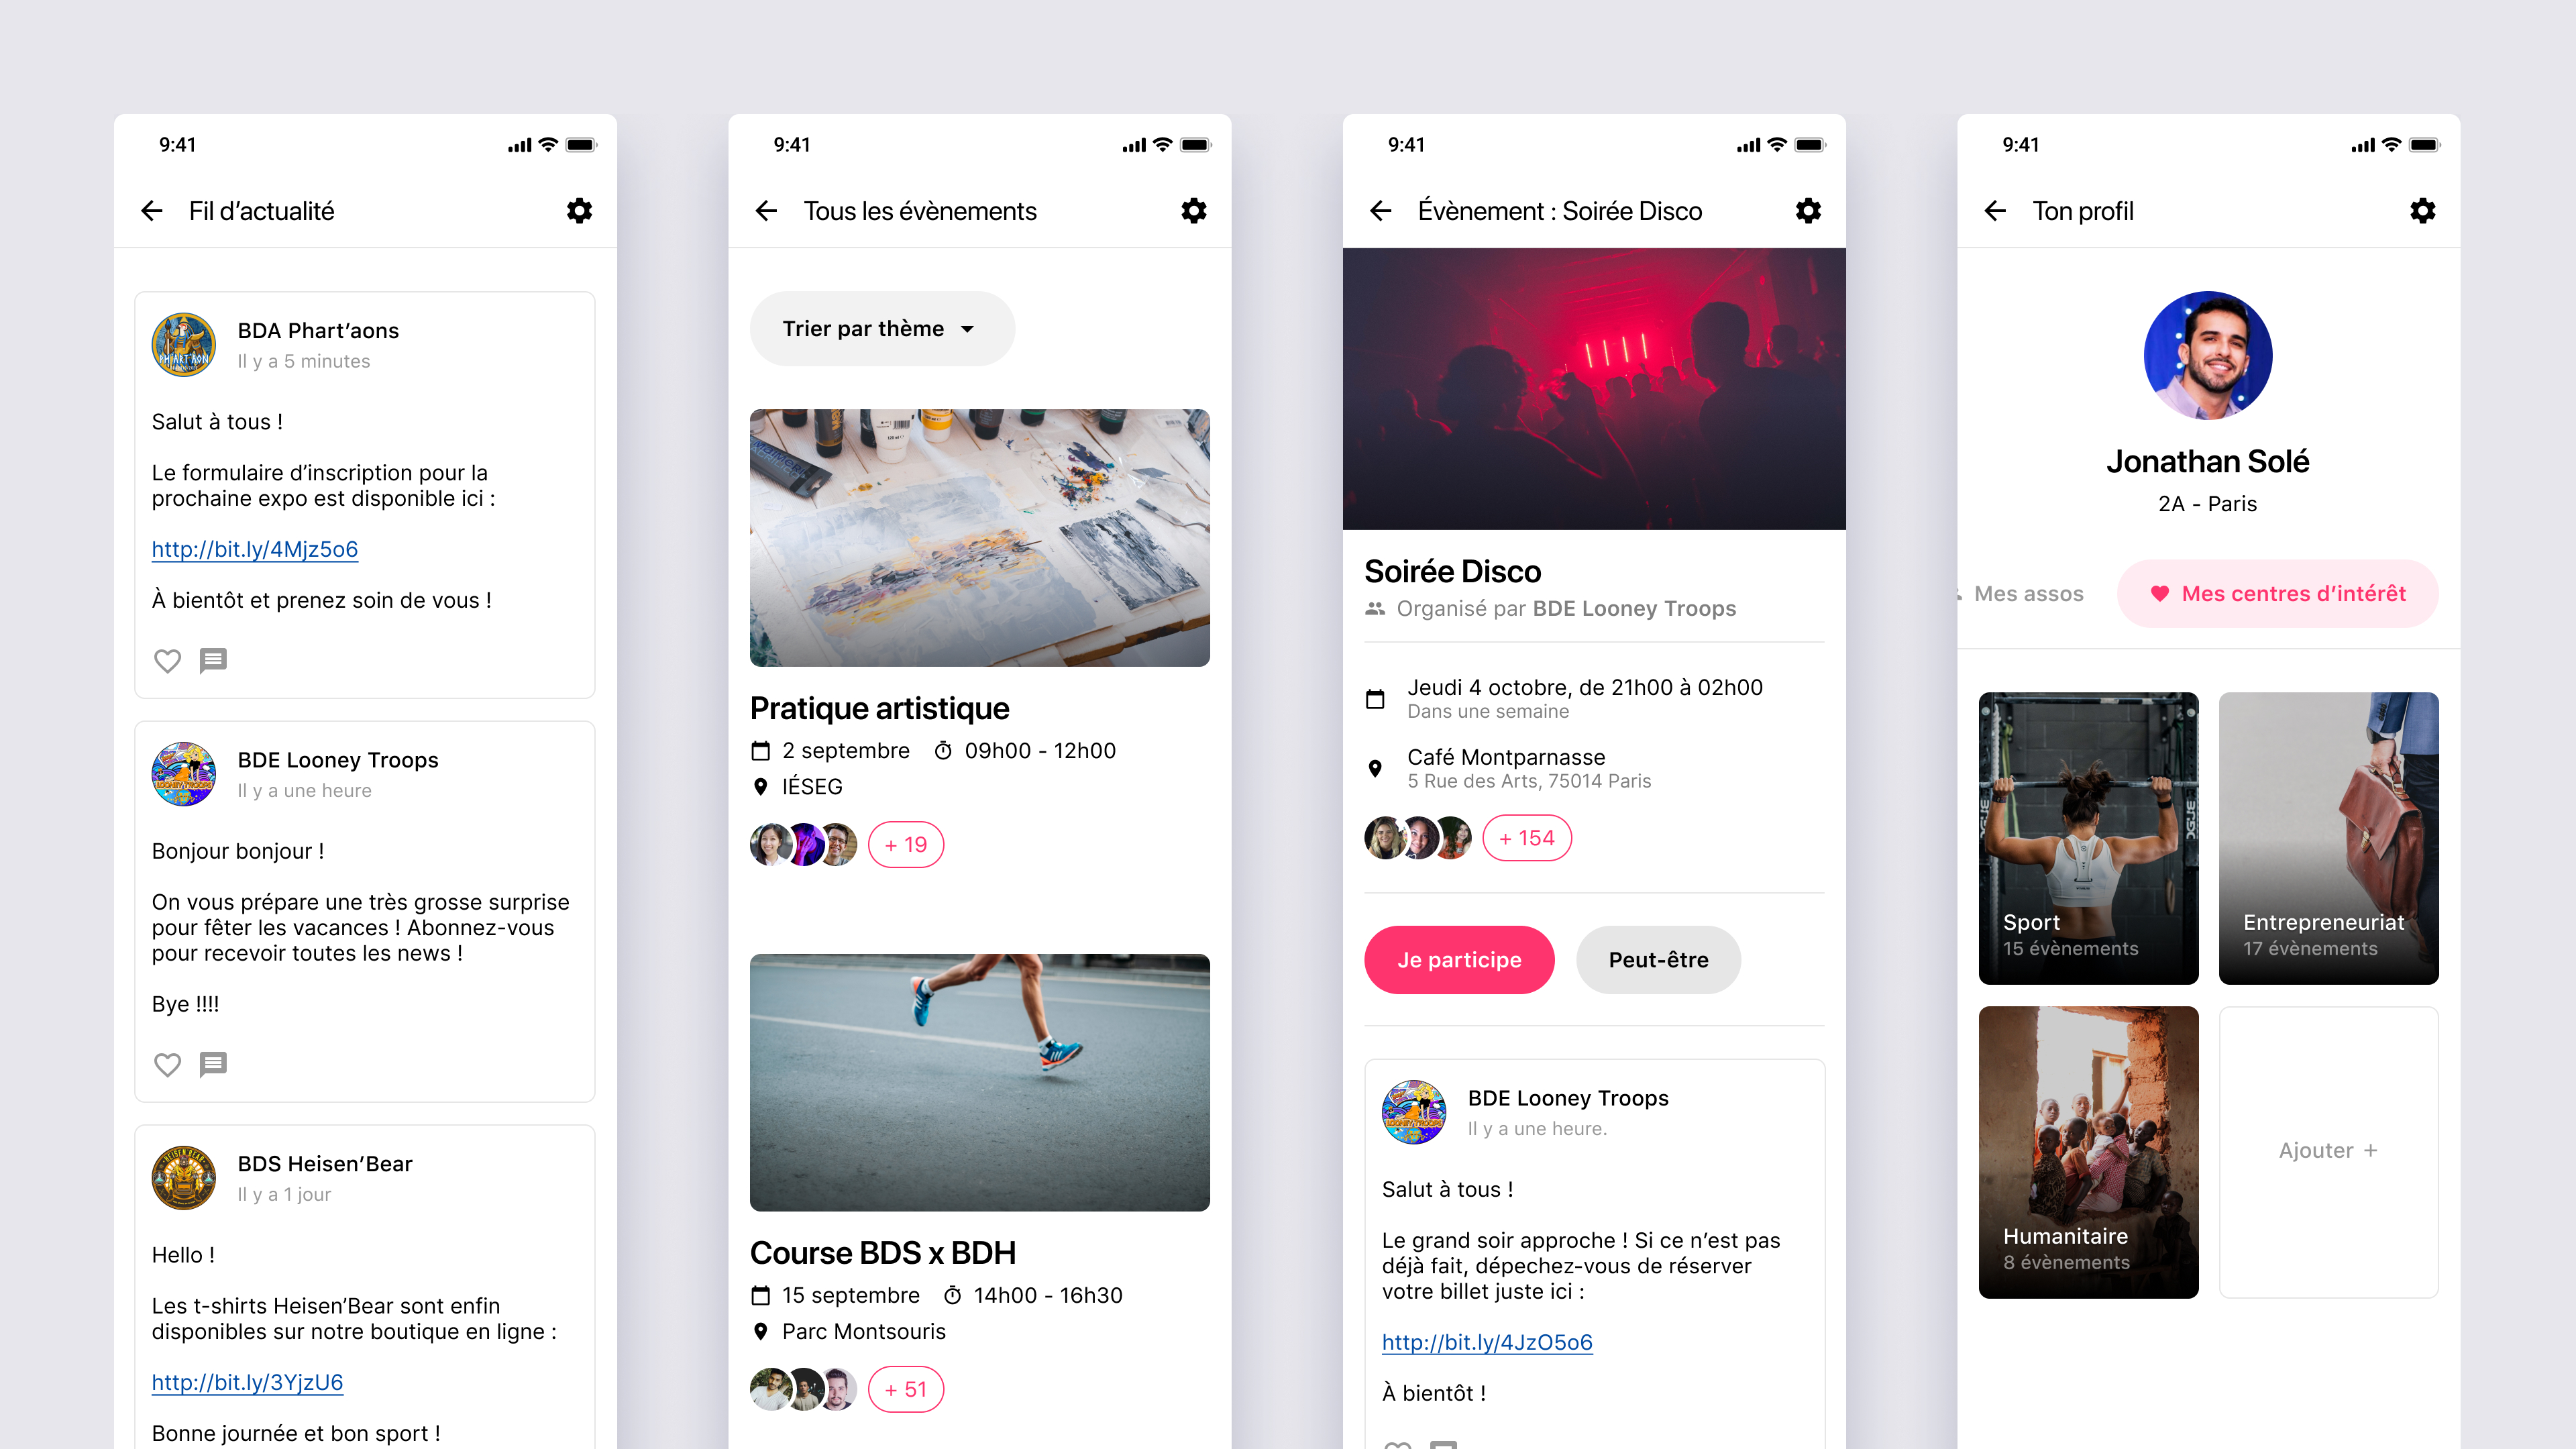 9:41
Fil d’actualité
BDA Phart’aons
Il y a 5 minutes
Salut à tous !
Le formulaire d’inscription pour la
prochaine expo est disponible ici :
http://bit.ly/4Mjz5o6
À bientôt et prenez soin de vous !
BDE Looney Troops
Il y a une heure
Bonjour bonjour !
On vous prépare une très grosse surprise
pour fêter les vacances ! Abonnez-vous
pour recevoir toutes les news !
Bye !!!!
BDS Heisen’Bear
Il y a 1 jour
Hello !
Les t-shirts Heisen’Bear sont enfin
disponibles sur notre boutique en ligne :
http://bit.ly/3YjzU6
Bonne journée et bon sport !
9:41
Tous les évènements
Trier par thème
Pratique artistique
2 septembre 09h00 - 12h00
IÉSEG
+ 19
Course BDS x BDH
15 septembre 14h00 - 16h30
Parc Montsouris
+ 51
9:41
Évènement : Soirée Disco
Soirée Disco
Organisé par BDE Looney Troops
Jeudi 4 octobre, de 21h00 à 02h00
Dans une semaine
Café Montparnasse
5 Rue des Arts, 75014 Paris
+ 154
Je participe
Peut-être
BDE Looney Troops
Il y a une heure.
Salut à tous !
Le grand soir approche ! Si ce n’est pas
déjà fait, dépechez-vous de réserver
votre billet juste ici :
http://bit.ly/4JzO5o6
À bientôt !
9:41
Ton profil
Jonathan Solé
2A - Paris
Mes assos
Mes centres d’intérêt
Sport
15 évènements
Entrepreneuriat
17 évènements
Humanitaire
8 évènements
Ajouter +